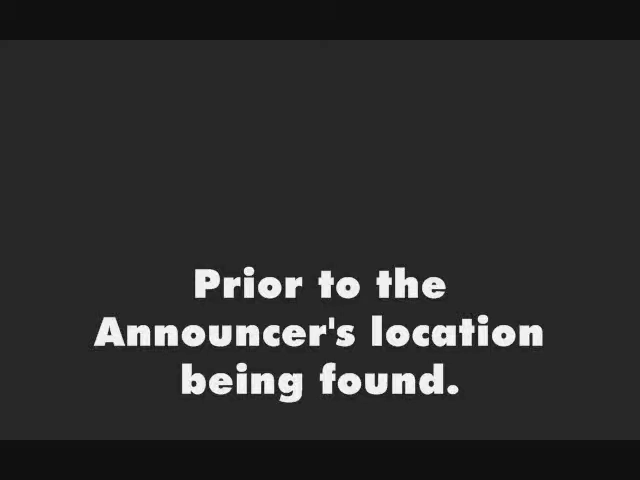 Prior to the
Announcer's location
being found.